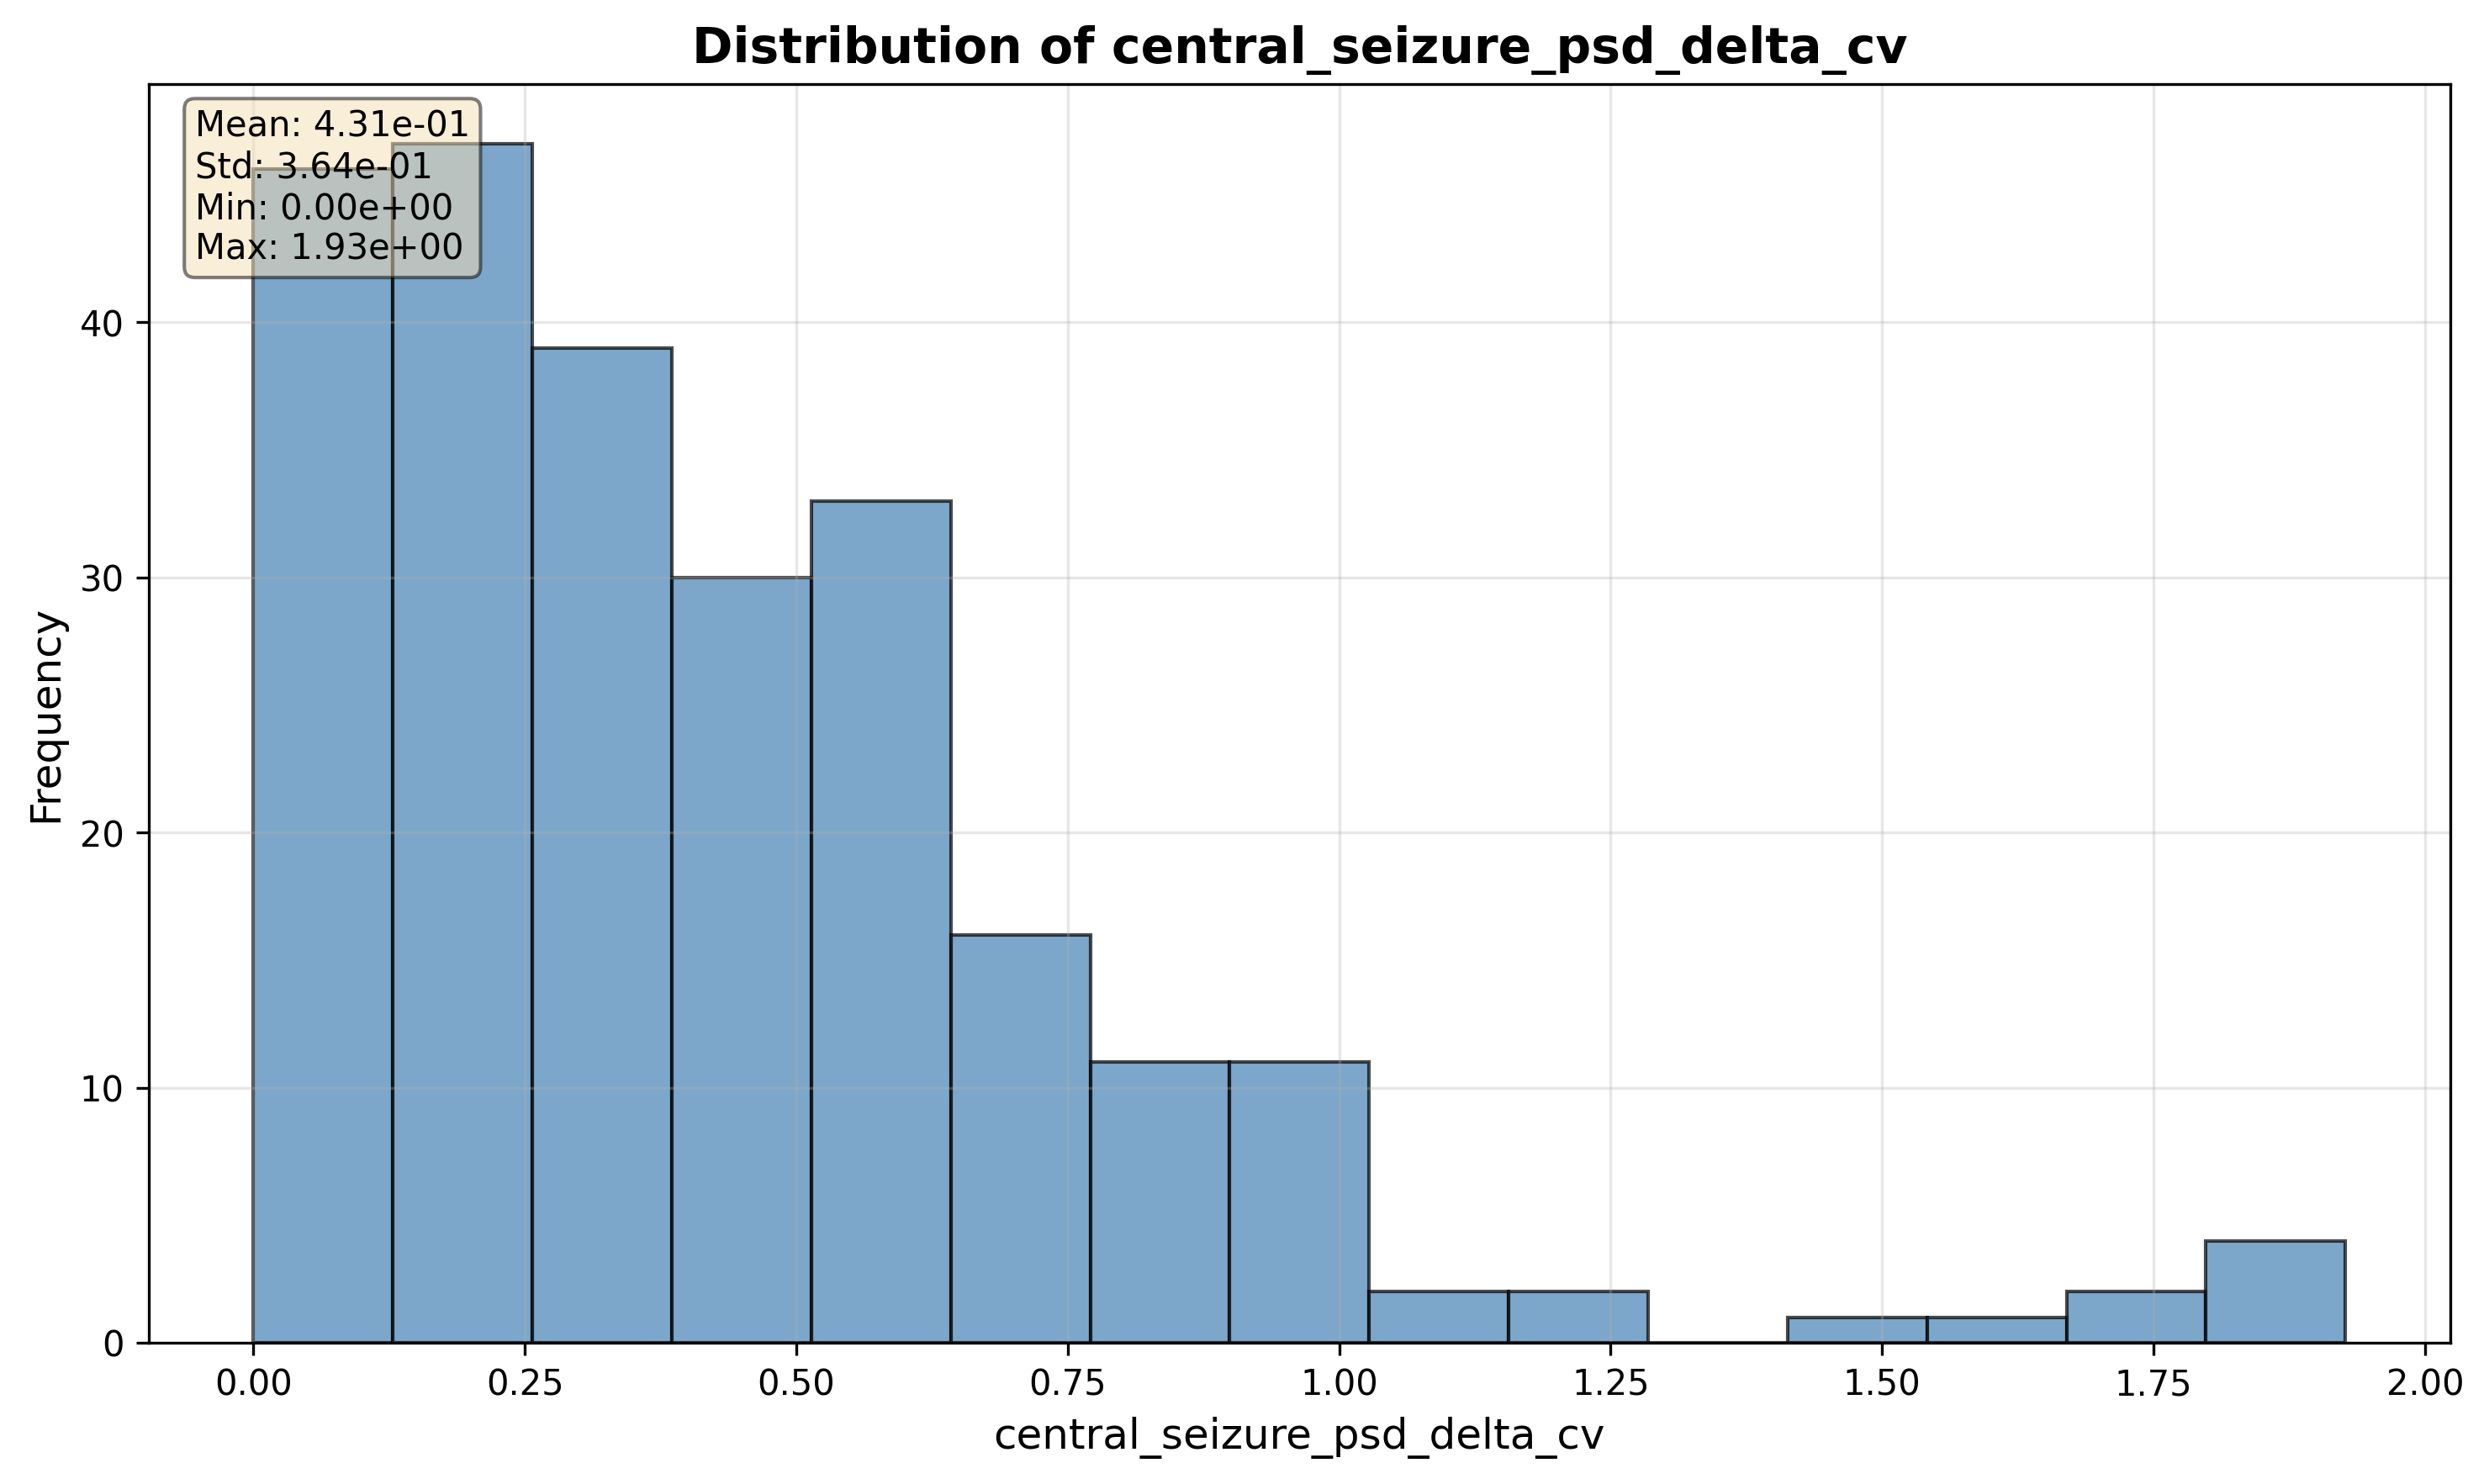 Distribution of central_seizure_psd_delta_cv
Mean: 4.31e-01
Std: 3.64e-01
Min: 0.00e+00
Max: 1.93e+00
Frequency
40
30
20
10
0
0.00 0.25 0.50 0.75 1.00 1.25 1.50 1.75 2.00
central_seizure_psd_delta_cv